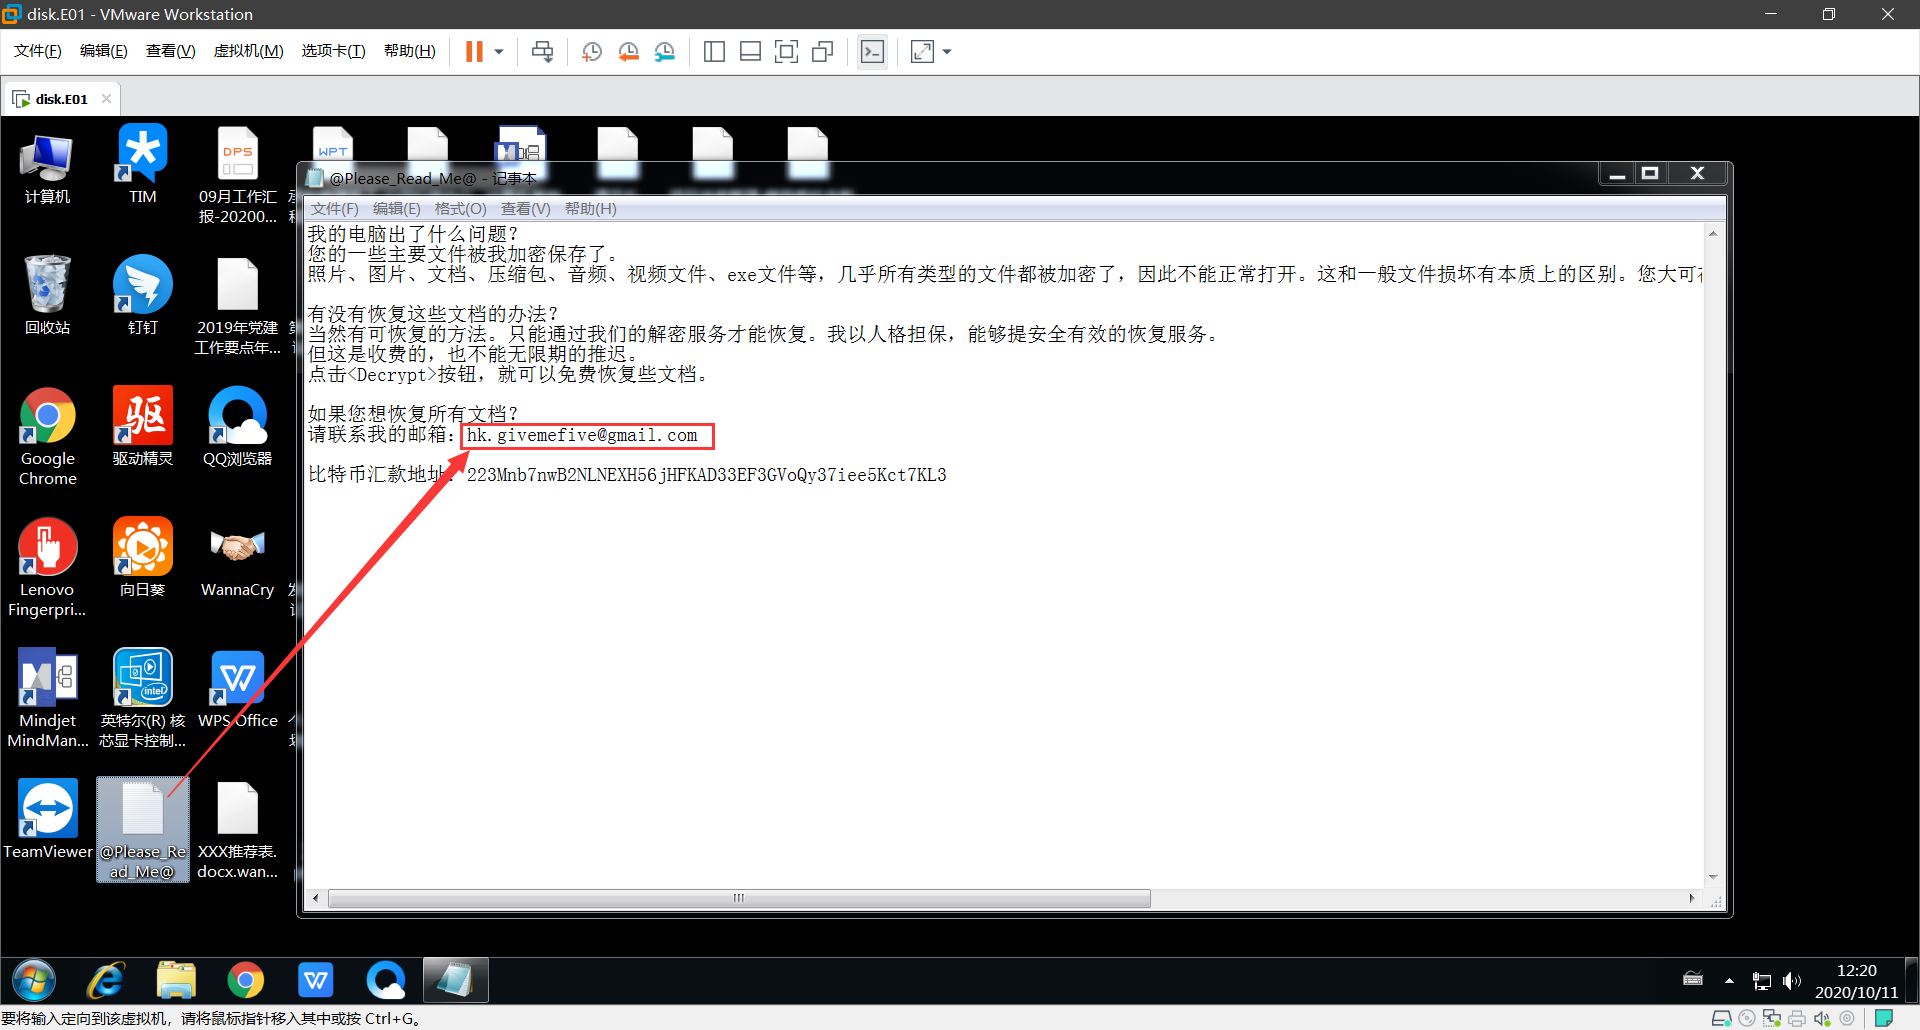 disk.E01 - VMware Workstation
文件(F) 编辑(E) 查看(V) 虚拟机(M) 选项卡(T) 帮助(H)
disk.E01
计算机
TIM
DPS
09月工作汇
报-20200...
WPT
回收站
钉钉
2019年党建
工作要点年...
Google
Chrome
驱
驱动精灵
QQ浏览器
Lenovo
Fingerpri...
向日葵
WannaCry
Mindjet
MindMan...
intel
英特尔(R) 核
芯显卡控制...
WPS Office
TeamViewer
@Please_Re
ad_Me@
XXX推荐表.
docx.wan...
@Please_Read_Me@ - 记事本
文件(F) 编辑(E) 格式(O) 查看(V) 帮助(H)
我的电脑出了什么问题?
您的一些主要文件被我加密保存了。
照片、图片、文档、压缩包、音频、视频文件、exe文件等，几乎所有类型的文件都被加密了，因此不能正常打开。这和一般文件损坏有本质上的区别。您大可
有没有恢复这些文档的办法?
当然有可恢复的方法。只能通过我们的解密服务才能恢复。我以人格担保，能够提安全有效的恢复服务。
但这是收费的，也不能无限期的推迟。
点击<Decrypt>按钮，就可以免费恢复些文档。
如果您想恢复所有文档?
请联系我的邮箱：hk.givemefive@gmail.com
比特币汇款地址：223Mnb7nwB2NLNEXH56jHFKAD33EF3GVoQy37iee5Kct7KL3
12:20
2020/10/11
要将输入定向到该虚拟机，请将鼠标指针移入其中或按 Ctrl+G。